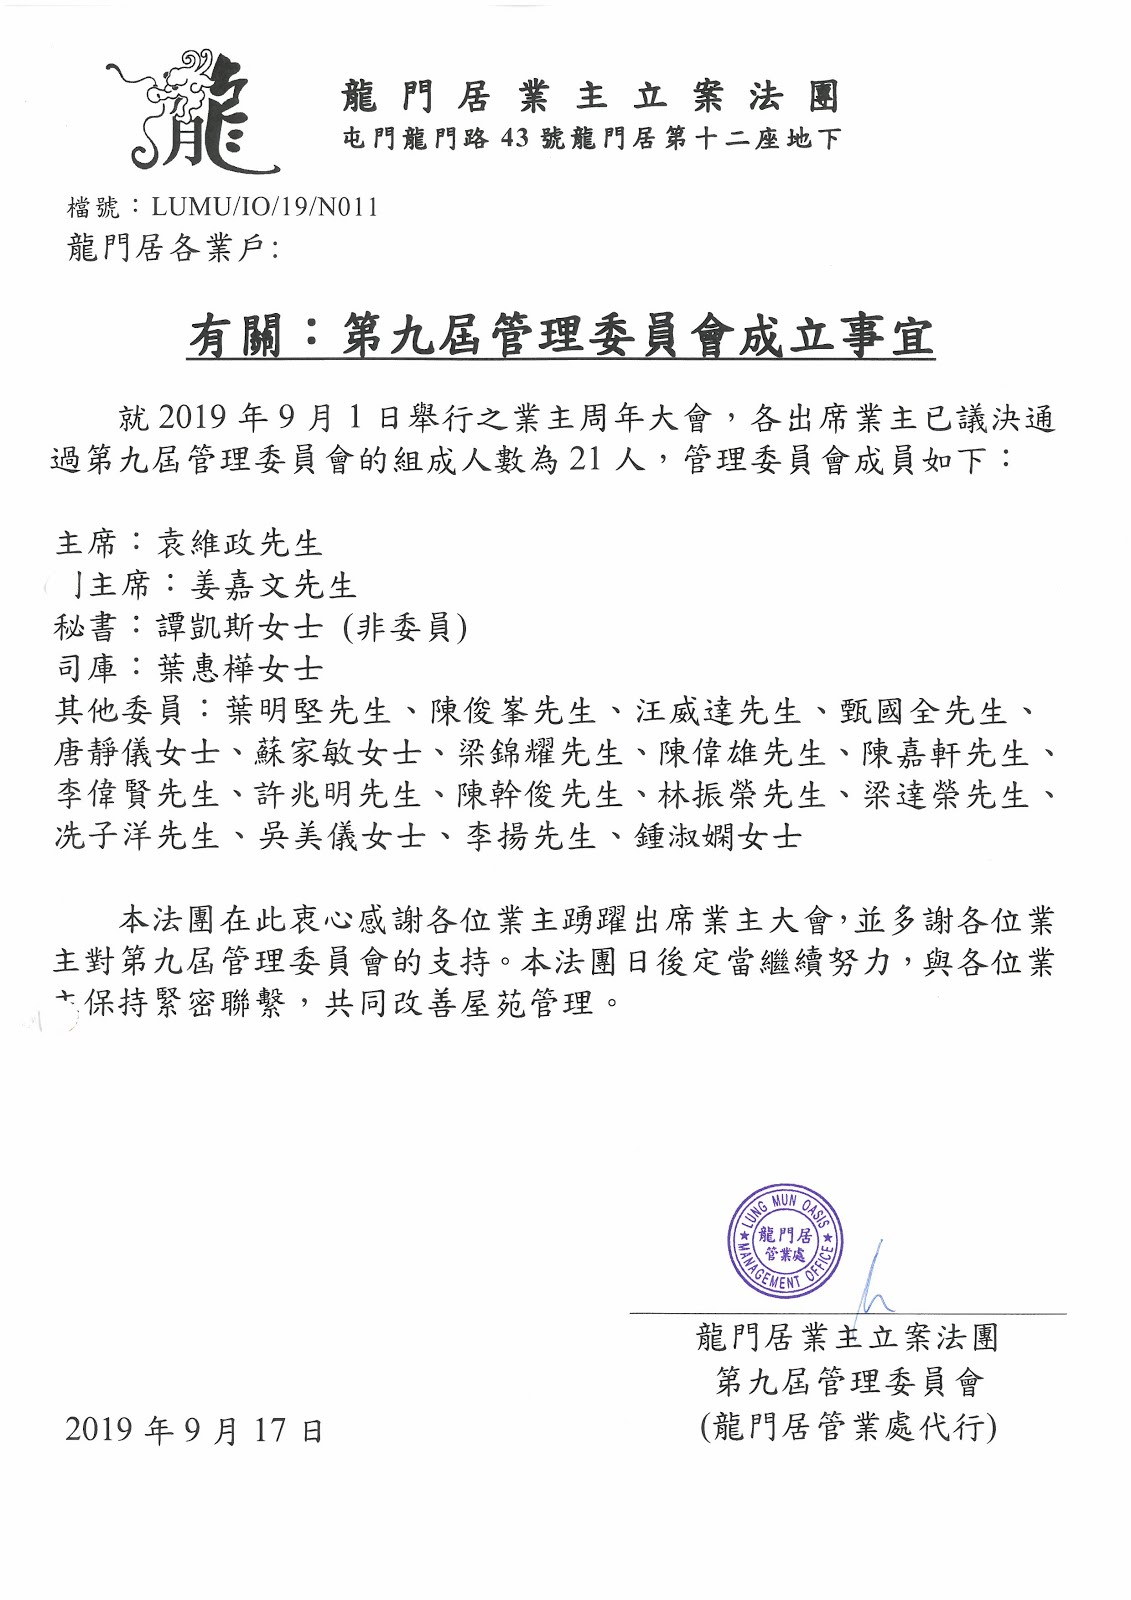 龍門居業主立案法團
屯門龍門路 43 號龍門居第十二座地下
檔號：LUMU/IO/19/N011
龍門居各業戶:
有關：第九屆管理委員會成立事宜
就 2019 年 9 月 1 日舉行之業主周年大會，各出席業主已議決通
過第九屆管理委員會的組成人數為 21 人，管理委員會成員如下：
主席：袁維政先生
主席：姜嘉文先生
秘書：譚凱斯女士 (非委員)
司庫：葉惠樺女士
其他委員：葉明堅先生、陳俊峯先生、汪威達先生、甄國全先生、
唐靜儀女士、蘇家敏女士、梁錦耀先生、陳偉雄先生、陳嘉軒先生、
李偉賢先生、許兆明先生、陳幹俊先生、林振榮先生、梁達榮先生、
冼子洋先生、吳美儀女士、李揚先生、鍾淑嫻女士
本法團在此衷心感謝各位業主踴躍出席業主大會，並多謝各位業
主對第九屆管理委員會的支持。本法團日後定當繼續努力，與各位業
保持緊密聯繫，共同改善屋苑管理。
LUNG MUN OASIS
龍門居
管業處
MANAGEMENT OFFICE
龍門居業主立案法團
第九屆管理委員會
(龍門居管業處代行)
2019 年 9 月 17 日